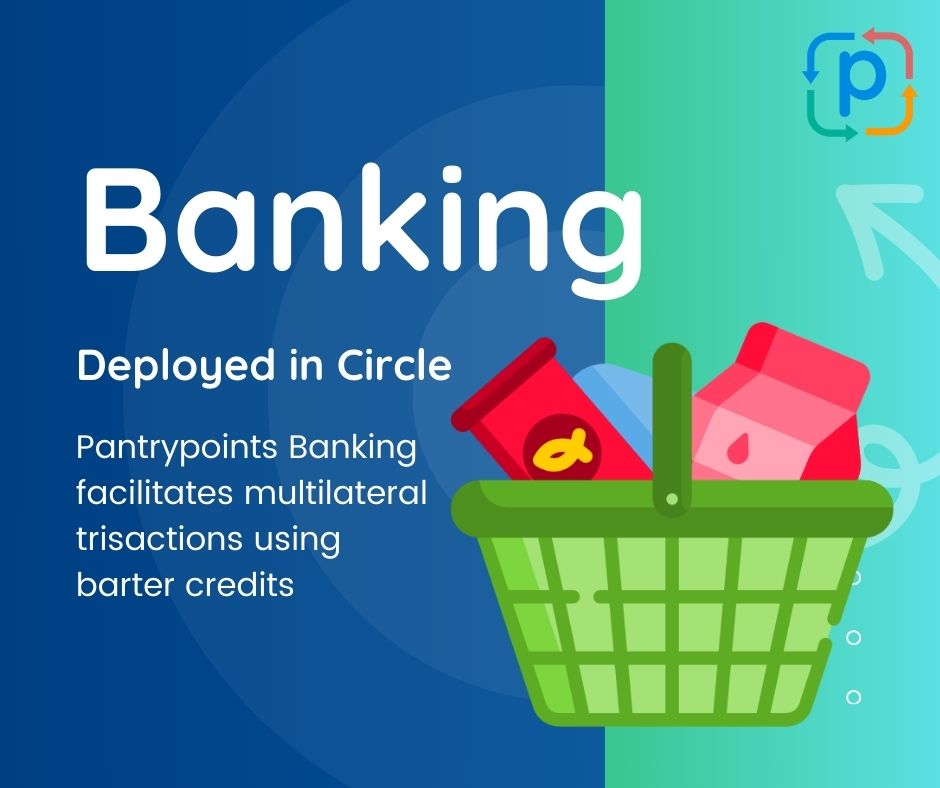 p
Banking
Deployed in Circle
Pantrypoints Banking
facilitates multilateral
trisactions using
barter credits